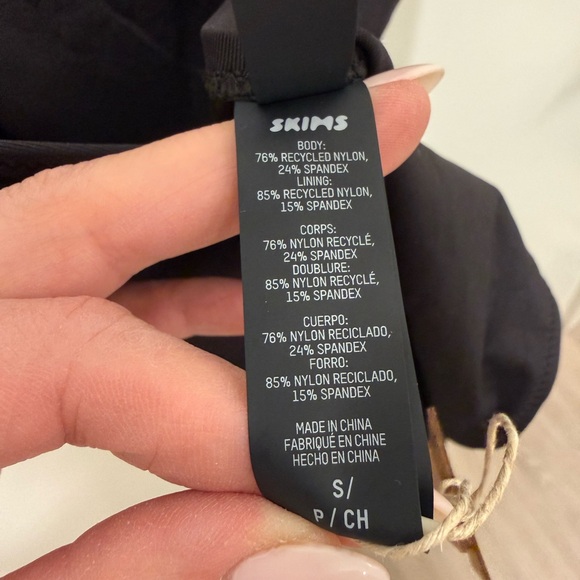 SKIMS
BODY:
76% RECYCLED NYLON,
24% SPANDEX
LINING:
85% RECYCLED NYLON,
15% SPANDEX
CORPS:
76% NYLON RECYCLÉ,
24% SPANDEX
DOUBLURE:
85% NYLON RECYCLÉ,
15% SPANDEX
CUERPO:
76% NYLON RECICLADO,
24% SPANDEX
FORRO:
85% NYLON RECICLADO,
15% SPANDEX
MADE IN CHINA
FABRIQUÉ EN CHINE
HECHO EN CHINA
S/
P / CH